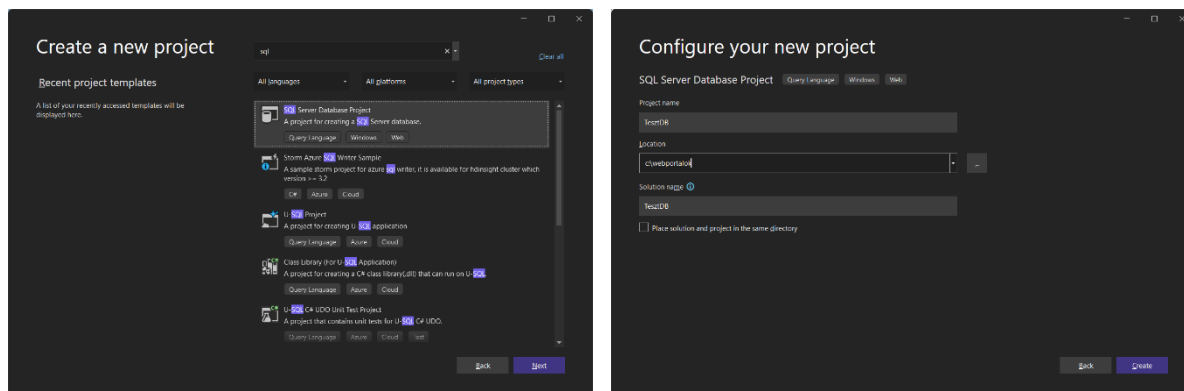 Create a new project
sql
Clear all
Recent project templates
All languages
All platforms
All project types
A list of your recently accessed templates will be
displayed here.
SQL Server Database Project
A project for creating a SQL Server database.
Query Language
Windows
Web
Storm Azure SQL Writer Sample
A sample storm project for azure sql writer, it is available for hdinsight cluster which
version >= 3.2
C#
Azure
Cloud
U-SQL Project
A project for creating U-SQL application
Query Language
Azure
Cloud
Class Library (For U-SQL Application)
A project for creating a C# class library(.dll) that can run on U-SQL
Query Language
Azure
Cloud
U-SQL C# UDO Unit Test Project
A project that contains unit tests for U-SQL C# UDO.
Query Language
Azure
Cloud
Test
Back
Next
Configure your new project
SQL Server Database Project
Query Language
Windows
Web
Project name
TesztDB
Location
c:\webportalok
...
Solution name
TesztDB
Place solution and project in the same directory
Back
Create